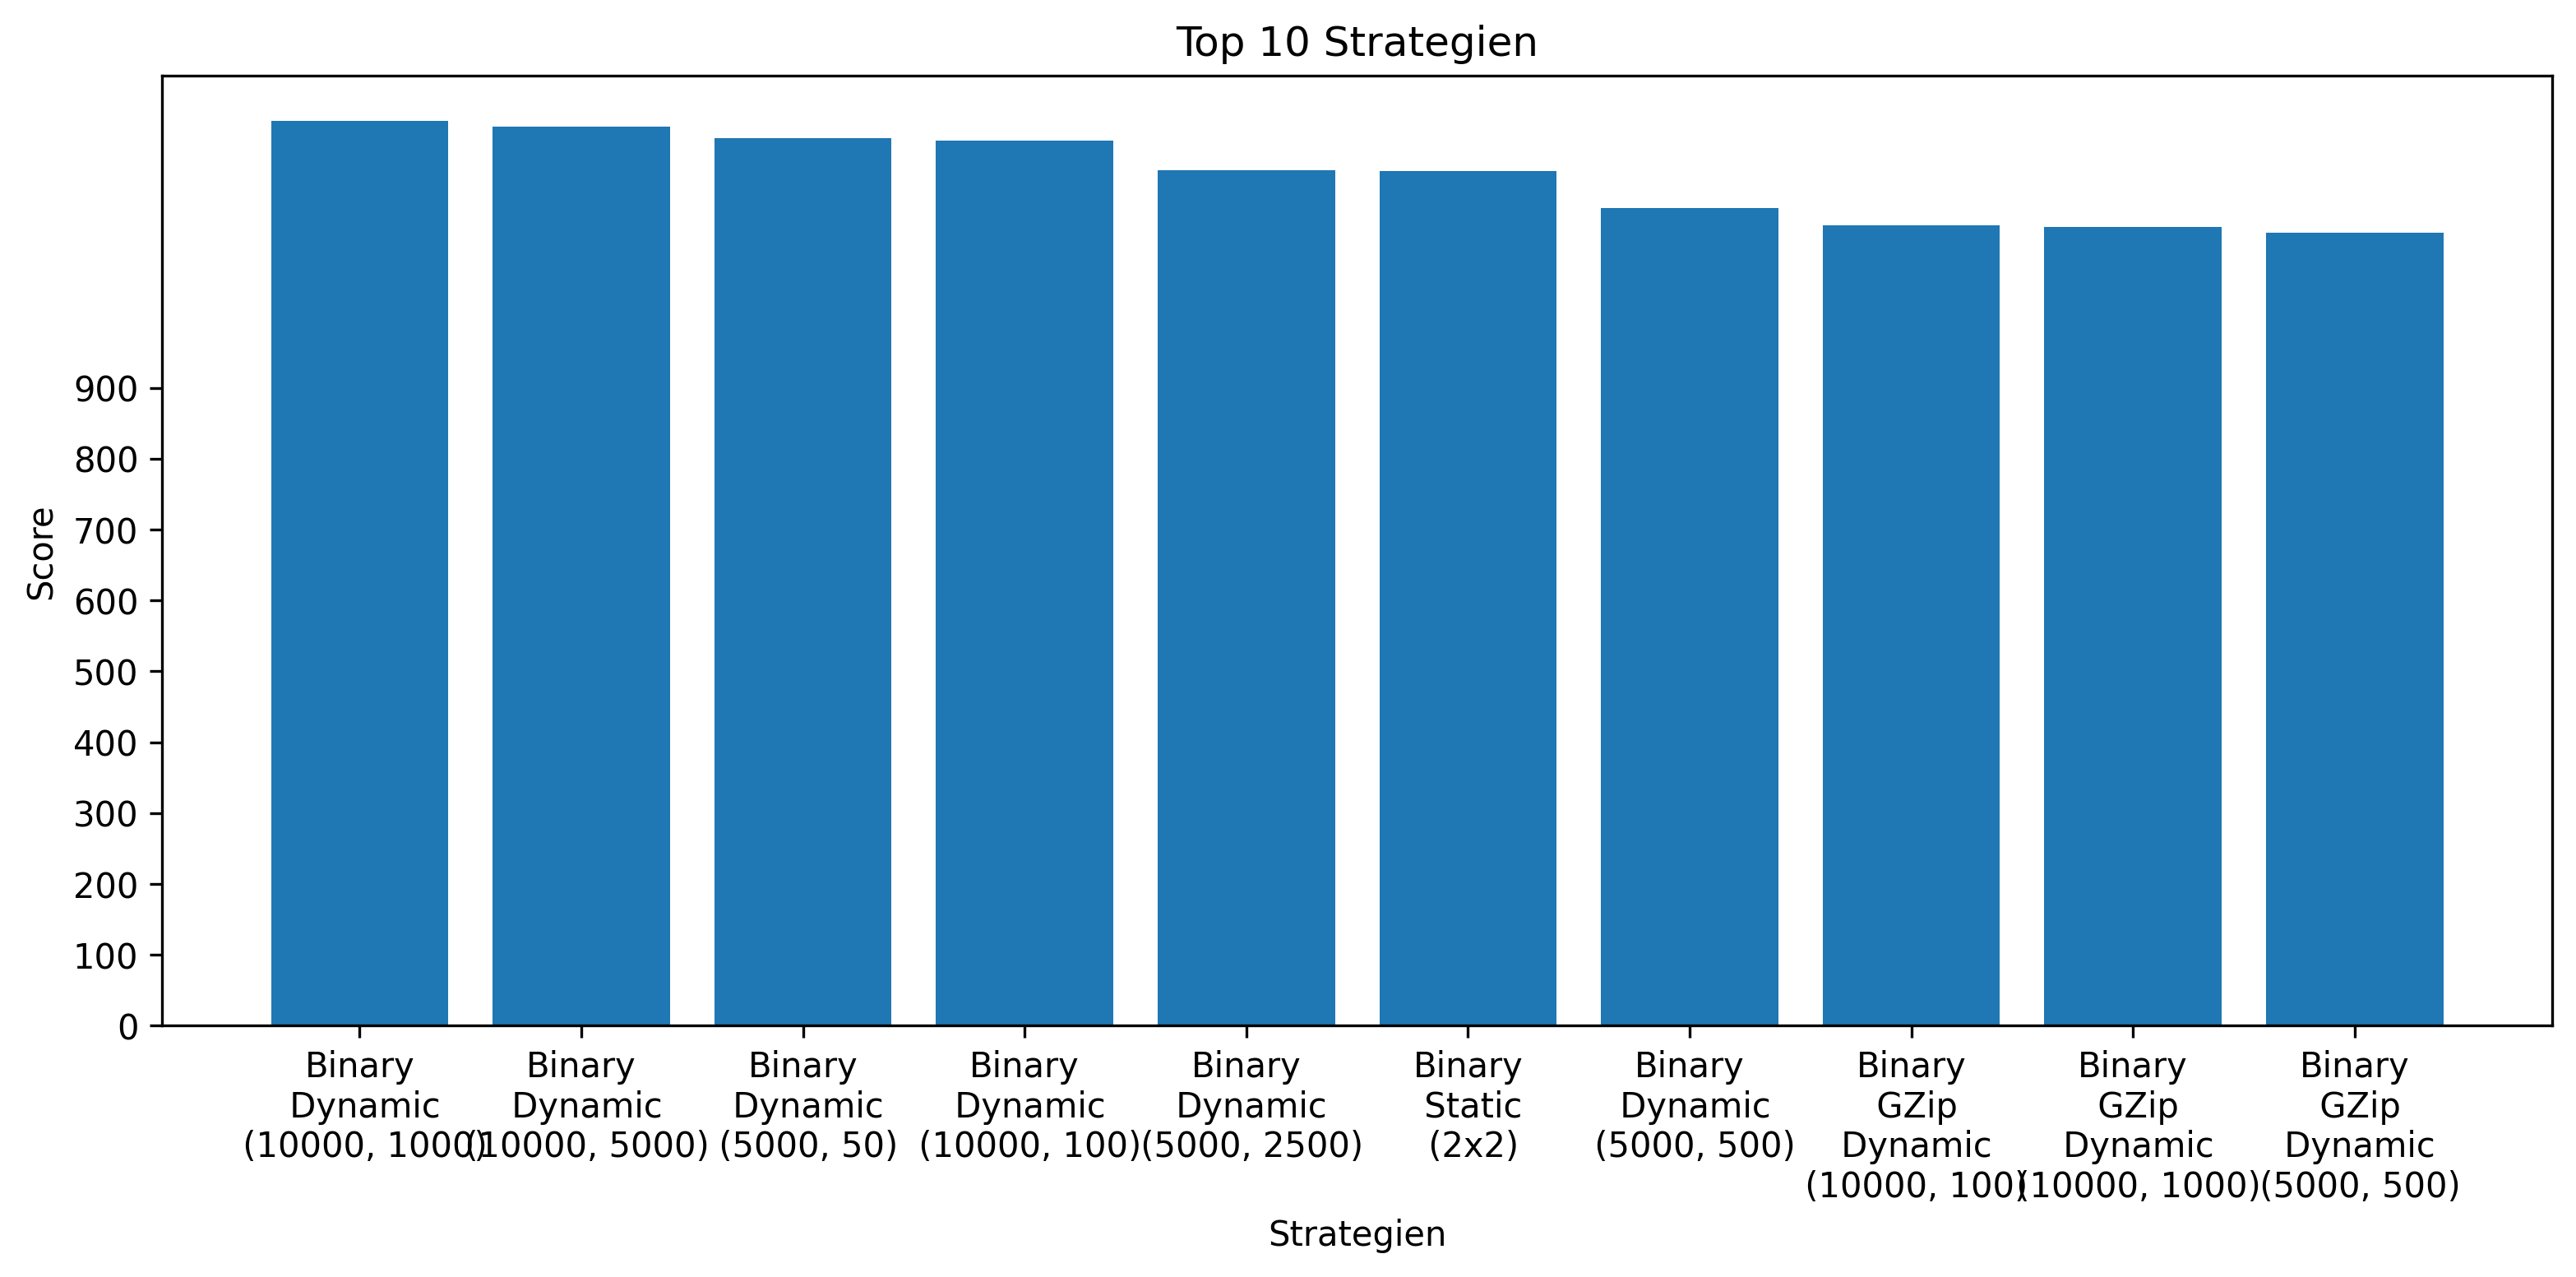 Top 10 Strategien
Score
900
800
700
600
500
400
300
200
100
0
Binary
Dynamic
(10000, 1000)
Binary
Dynamic
(10000, 5000)
Binary
Dynamic
(5000, 50)
Binary
Dynamic
(10000, 100)
Binary
Dynamic
(5000, 2500)
Binary
Static
(2x2)
Binary
Dynamic
(5000, 500)
Binary
GZip
Dynamic
(10000, 100)
Binary
GZip
Dynamic
(10000, 1000)
Binary
GZip
Dynamic
(5000, 500)
Strategien